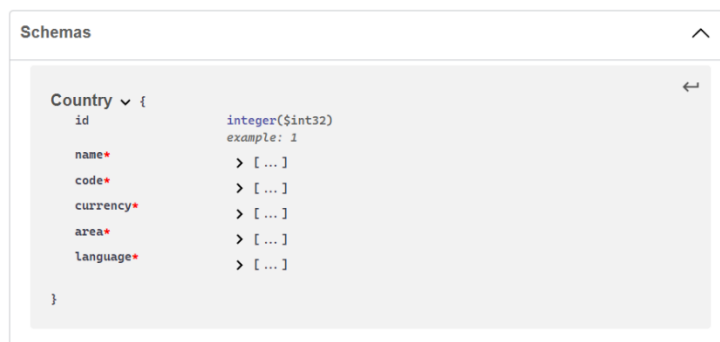 Schemas
Country {
id integer($int32)
example: 1
name* [...]
code* [...]
currency* [...]
area* [...]
language* [...]
}